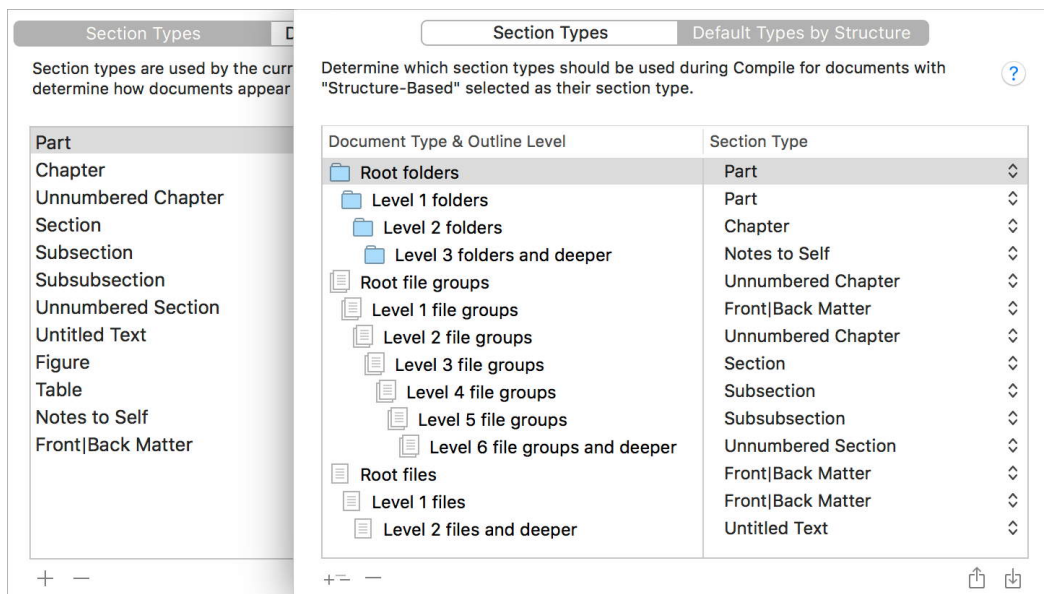 Section Types
D
Section types are used by the curr
determine how documents appear
Part
Chapter
Unnumbered Chapter
Section
Subsection
Subsubsection
Unnumbered Section
Untitled Text
Figure
Table
Notes to Self
Front|Back Matter
Section Types Default Types by Structure
Determine which section types should be used during Compile for documents with
"Structure-Based" selected as their section type.
?
Document Type & Outline Level Section Type
Root folders Part
Level 1 folders Part
Level 2 folders Chapter
Level 3 folders and deeper Notes to Self
Root file groups Unnumbered Chapter
Level 1 file groups Front|Back Matter
Level 2 file groups Unnumbered Chapter
Level 3 file groups Section
Level 4 file groups Subsection
Level 5 file groups Subsubsection
Level 6 file groups and deeper Unnumbered Section
Root files Front|Back Matter
Level 1 files Front|Back Matter
Level 2 files and deeper Untitled Text